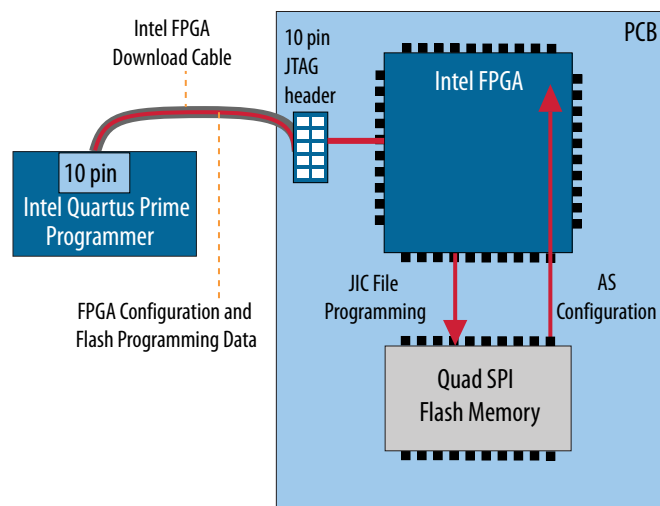 Intel FPGA
Download Cable
10 pin
JTAG
header
PCB
Intel FPGA
10 pin
Intel Quartus Prime
Programmer
FPGA Configuration and
Flash Programming Data
JIC File
Programming
AS
Configuration
Quad SPI
Flash Memory